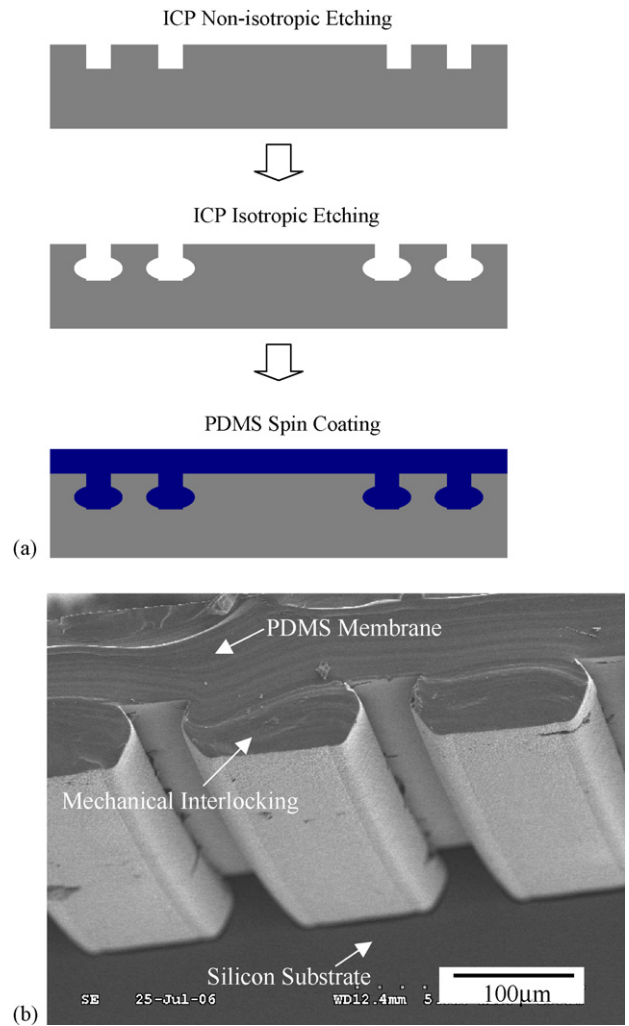 ICP Non-isotropic Etching
ICP Isotropic Etching
PDMS Spin Coating
(a)
PDMS Membrane
Mechanical Interlocking
Silicon Substrate
SE 25-Jul-06 WD12.4mm 5.
100μm
(b)